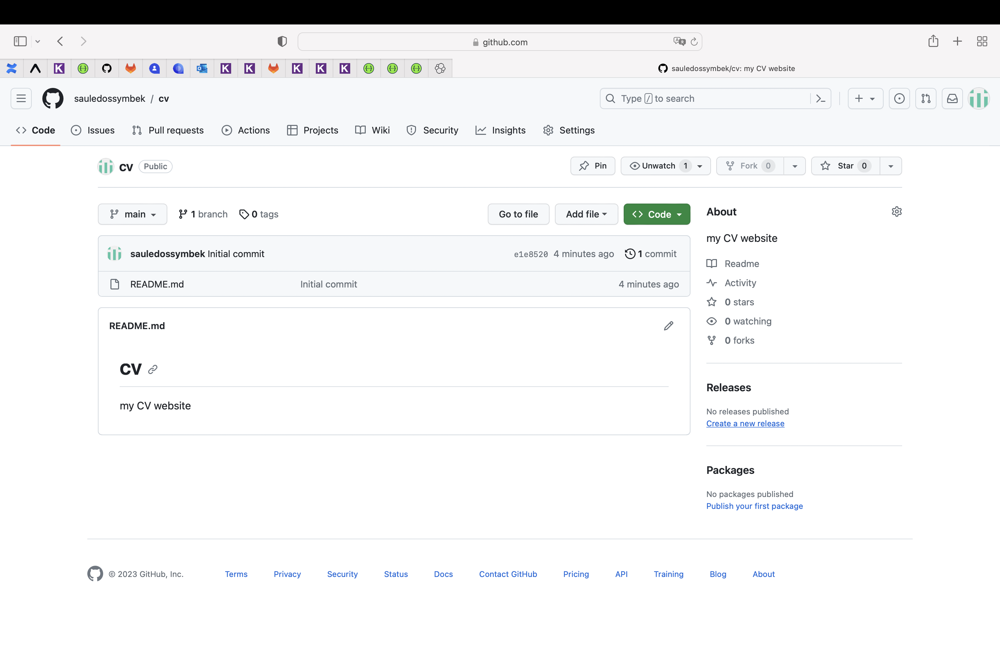 github.com
sauledossymbek/cv: my CV website
sauledossymbek / cv
Type / to search
Code Issues Pull requests Actions Projects Wiki Security Insights Settings
cv Public
Pin Unwatch 1 Fork 0 Star 0
main 1 branch 0 tags
Go to file Add file Code
sauledossymbek Initial commit e1e8520 4 minutes ago 1 commit
README.md Initial commit 4 minutes ago
README.md
cv
my CV website
About
my CV website
Readme
Activity
0 stars
0 watching
0 forks
Releases
No releases published
Create a new release
Packages
No packages published
Publish your first package
© 2023 GitHub, Inc. Terms Privacy Security Status Docs Contact GitHub Pricing API Training Blog About